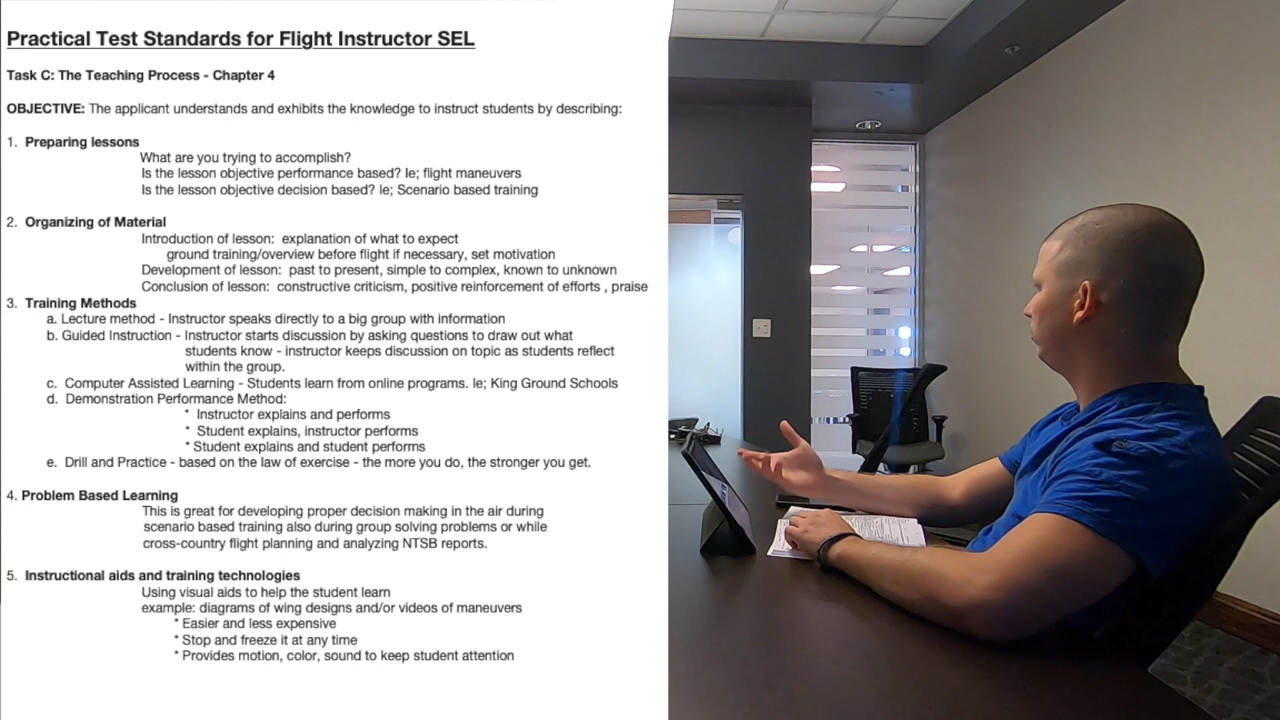 Practical Test Standards for Flight Instructor SEL
Task C: The Teaching Process - Chapter 4
OBJECTIVE: The applicant understands and exhibits the knowledge to instruct students by describing:
1. Preparing lessons
What are you trying to accomplish?
Is the lesson objective performance based? Ie; flight maneuvers
Is the lesson objective decision based? Ie; Scenario based training
2. Organizing of Material
Introduction of lesson: explanation of what to expect
ground training/overview before flight if necessary, set motivation
Development of lesson: past to present, simple to complex, known to unknown
Conclusion of lesson: constructive criticism, positive reinforcement of efforts , praise
3. Training Methods
a. Lecture method - Instructor speaks directly to a big group with information
b. Guided Instruction - Instructor starts discussion by asking questions to draw out what
students know - instructor keeps discussion on topic as students reflect
within the group.
c. Computer Assisted Learning - Students learn from online programs. Ie; King Ground Schools
d. Demonstration Performance Method:
* Instructor explains and performs
* Student explains, instructor performs
* Student explains and student performs
e. Drill and Practice - based on the law of exercise - the more you do, the stronger you get.
4. Problem Based Learning
This is great for developing proper decision making in the air during
scenario based training also during group solving problems or while
cross-country flight planning and analyzing NTSB reports.
5. Instructional aids and training technologies
Using visual aids to help the student learn
example: diagrams of wing designs and/or videos of maneuvers
* Easier and less expensive
* Stop and freeze it at any time
* Provides motion, color, sound to keep student attention